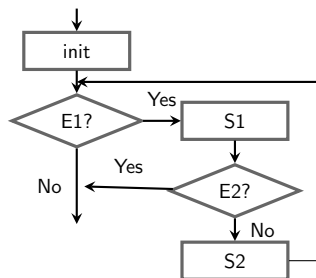 init
Yes
E1?
S1
Yes
No
E2?
No
S2